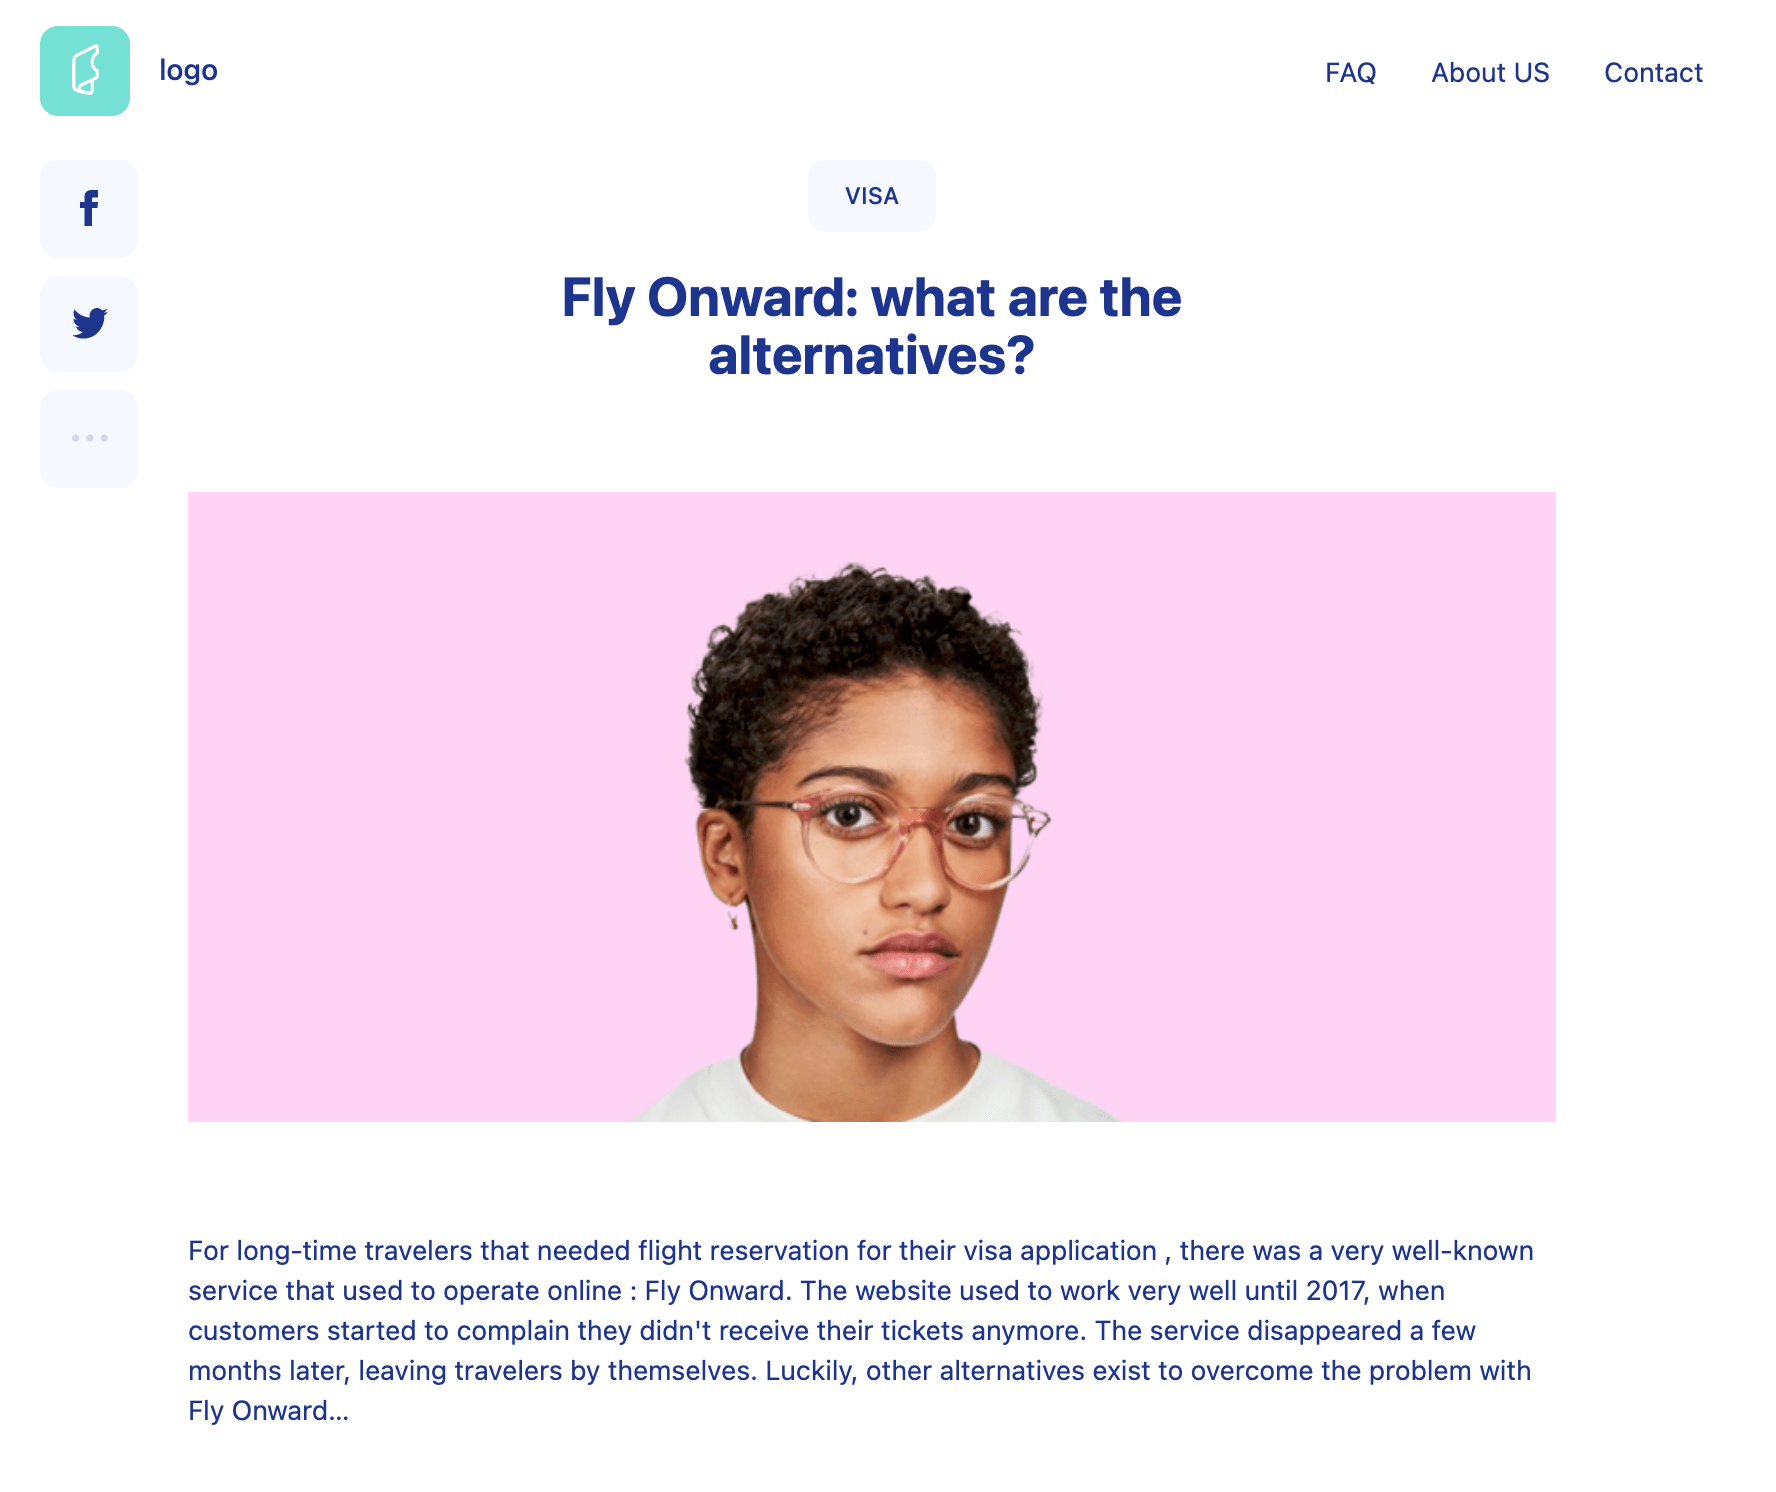 logo
FAQ
About US
Contact
VISA
Fly Onward: what are the
alternatives?
For long-time travelers that needed flight reservation for their visa application , there was a very well-known
service that used to operate online : Fly Onward. The website used to work very well until 2017, when
customers started to complain they didn't receive their tickets anymore. The service disappeared a few
months later, leaving travelers by themselves. Luckily, other alternatives exist to overcome the problem with
Fly Onward...